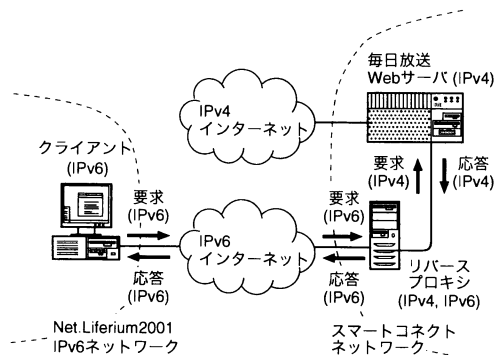 毎日放送
Webサーバ (IPv4)
IPv4
インターネット
クライアント
(IPv6)
要求
(IPv4)
応答
(IPv4)
要求
(IPv6)
要求
(IPv6)
IPv6
インターネット
応答
(IPv6)
応答
(IPv6)
リバース
プロキシ
(IPv4, IPv6)
Net.Liferium2001
IPv6ネットワーク
スマートコネクト
ネットワーク